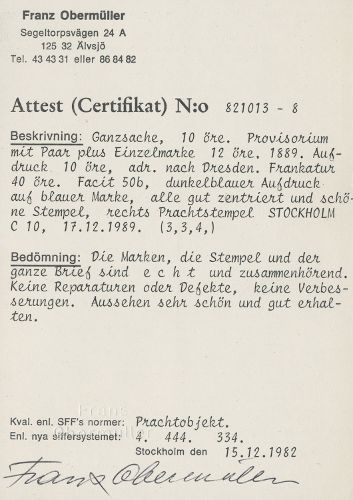 Franz Obermüller
Segeltorpsvägen 24 A
125 32 Älvsjö
Tel. 43 43 31 eller 86 84 82
Attest (Certifikat) N:o 821013 - 8
Beskrivning: Ganzsache, 10 öre. Provisorium
mit Paar plus Einzelmarke 12 öre, 1889. Auf-
druck 10 öre, adr. nach Dresden. Frankatur
40 öre. Facit 50b, dunkelblauer Aufdruck
auf blauer Marke, alle gut zentriert und schö-
ne Stempel, rechts Prachtstempel STOCKHOLM
C 10, 17.12.1989. (3,3,4,)
Bedömning: Die Marken, die Stempel und der
ganze Brief sind e c h t und zusammenhörend.
Keine Reparaturen oder Defekte, keine Verbes-
serungen. Aussehen sehr schön und gut erhal-
ten.
Franz
Obermüller
Kval. enl. SFF's normer: Prachtobjekt.
Enl. nya siffersystemet: 4. 444. 334.
Stockholm den 15.12.1982
Franz Obermüller